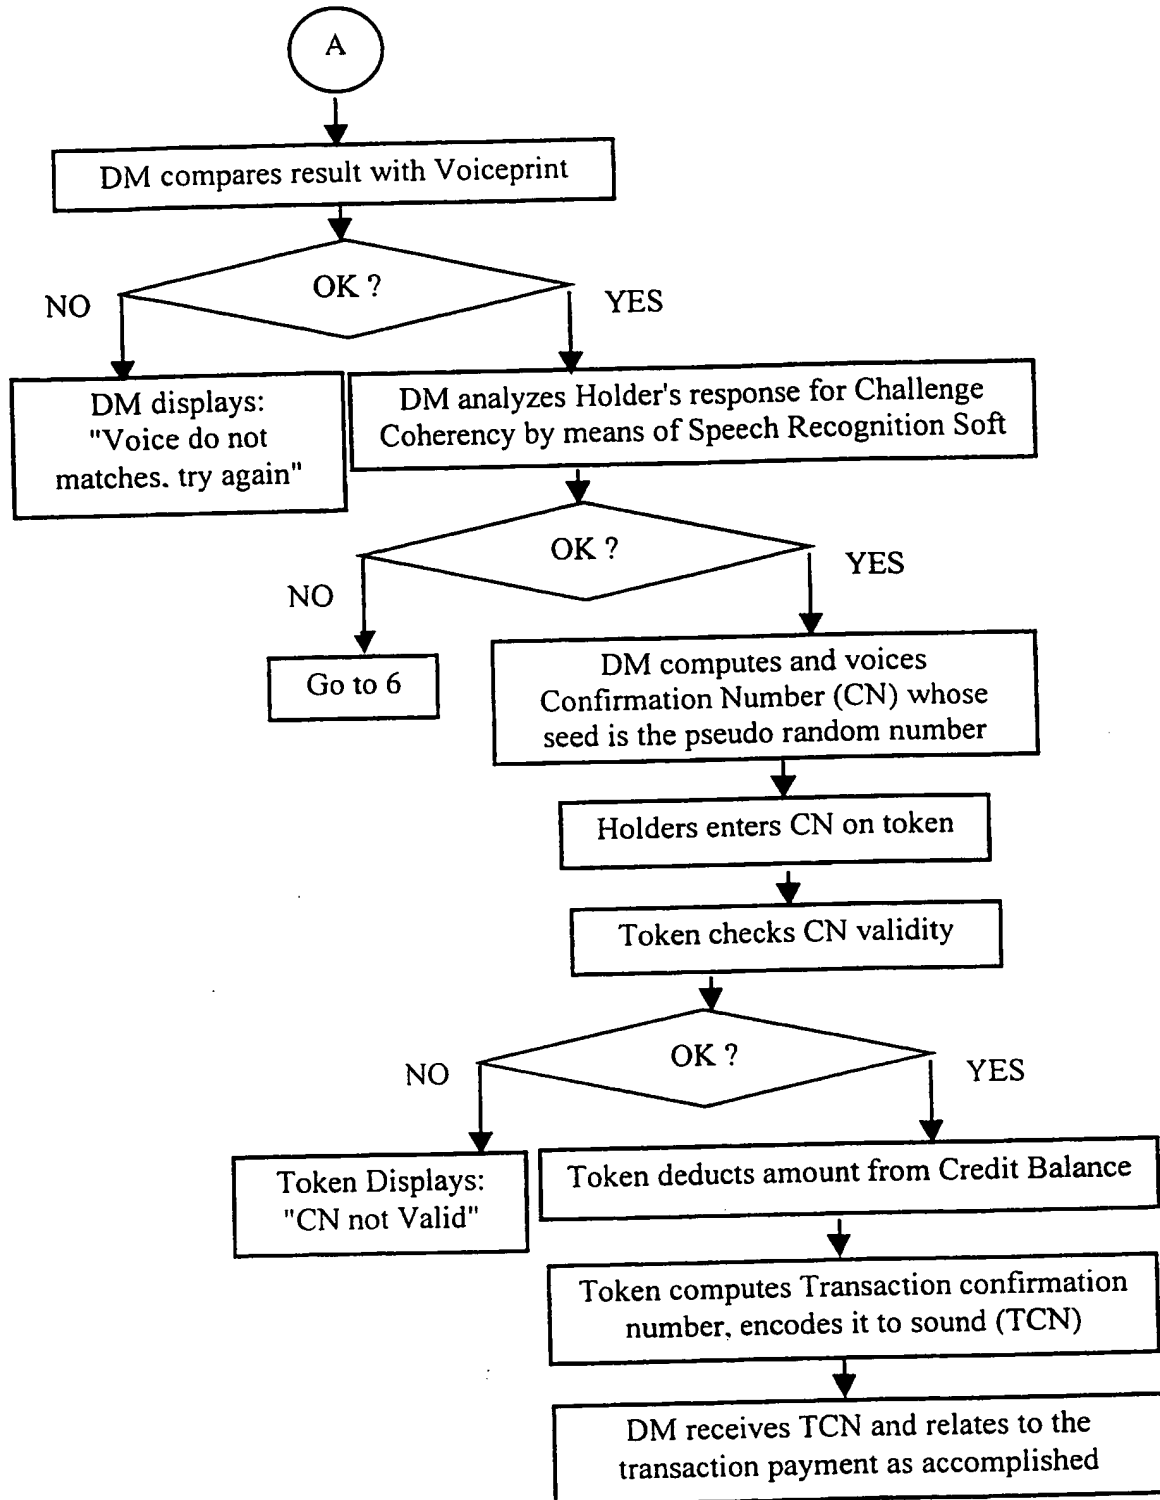 A
DM compares result with Voiceprint
OK ?
NO
YES
DM displays:
"Voice do not
matches. try again"
DM analyzes Holder's response for Challenge
Coherency by means of Speech Recognition Soft
OK ?
NO
YES
Go to 6
DM computes and voices
Confirmation Number (CN) whose
seed is the pseudo random number
Holders enters CN on token
Token checks CN validity
OK ?
NO
YES
Token Displays:
"CN not Valid"
Token deducts amount from Credit Balance
Token computes Transaction confirmation
number, encodes it to sound (TCN)
DM receives TCN and relates to the
transaction payment as accomplished